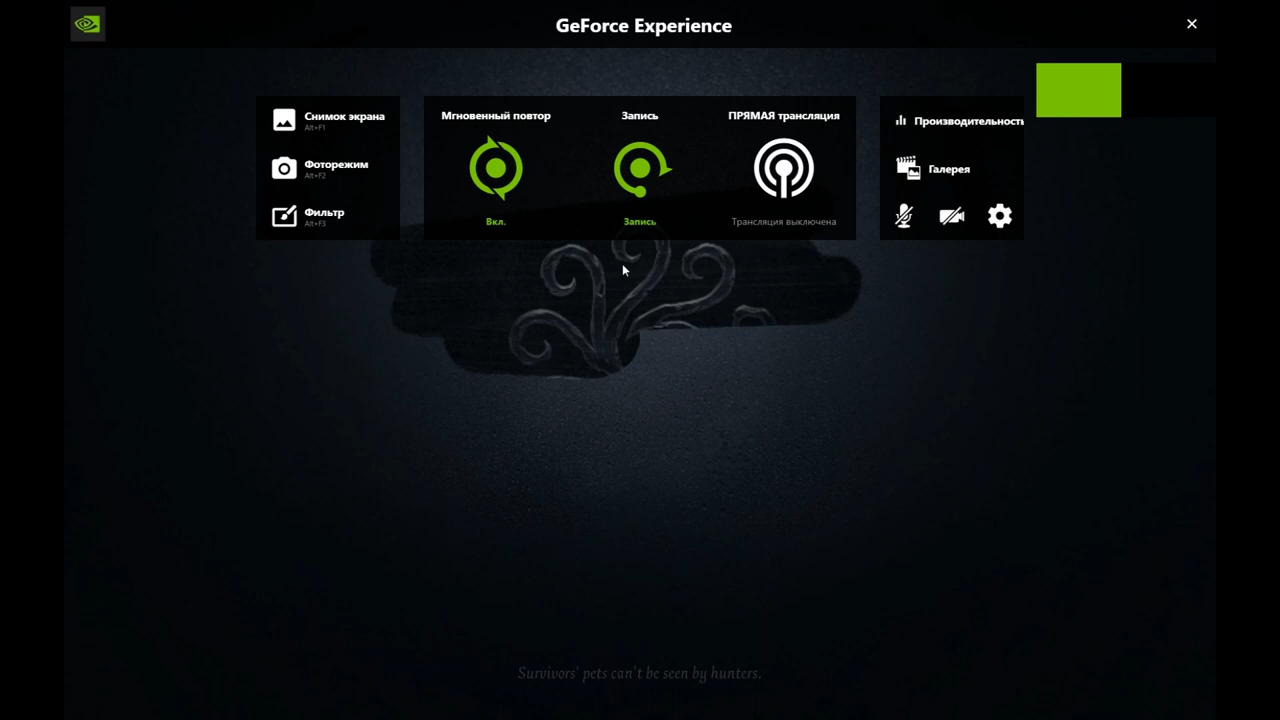 GeForce Experience
Снимок экрана
Alt+F1
Фоторежим
Alt+F2
Фильтр
Alt+F3
Мгновенный повтор
Вкл.
Запись
Запись
ПРЯМАЯ трансляция
Трансляция выключена
Производительность
Галерея
Survivors' pets can't be seen by hunters.